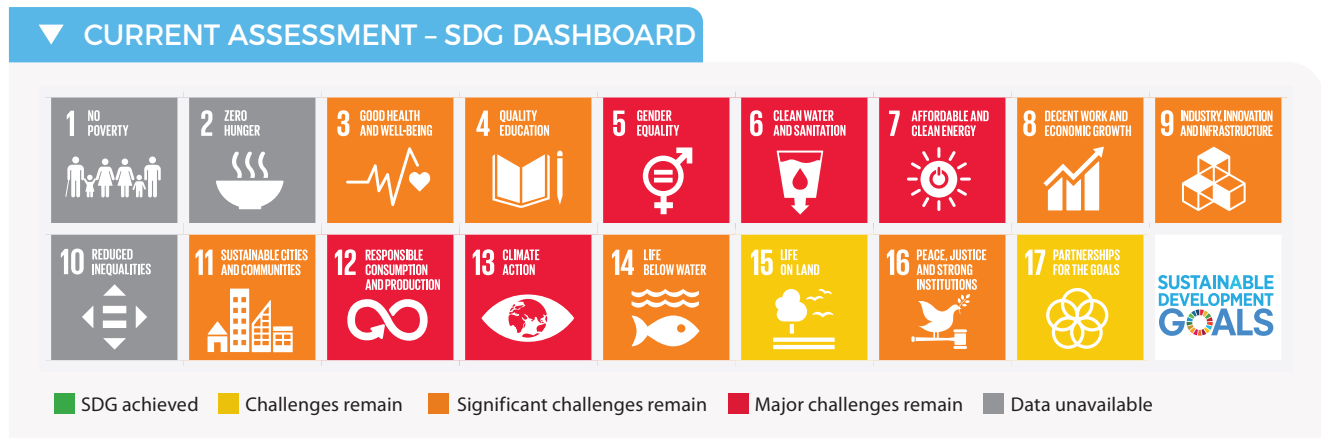 ▼ CURRENT ASSESSMENT – SDG DASHBOARD
1 NO
POVERTY
2 ZERO
HUNGER
3 GOOD HEALTH
AND WELL-BEING
4 QUALITY
EDUCATION
5 GENDER
EQUALITY
6 CLEAN WATER
AND SANITATION
7 AFFORDABLE AND
CLEAN ENERGY
8 DECENT WORK AND
ECONOMIC GROWTH
9 INDUSTRY, INNOVATION
AND INFRASTRUCTURE
10 REDUCED
INEQUALITIES
11 SUSTAINABLE CITIES
AND COMMUNITIES
12 RESPONSIBLE
CONSUMPTION
AND PRODUCTION
13 CLIMATE
ACTION
14 LIFE
BELOW WATER
15 LIFE
ON LAND
16 PEACE, JUSTICE
AND STRONG
INSTITUTIONS
17 PARTNERSHIPS
FOR THE GOALS
SUSTAINABLE
DEVELOPMENT
GOALS
SDG achieved Challenges remain Significant challenges remain Major challenges remain Data unavailable